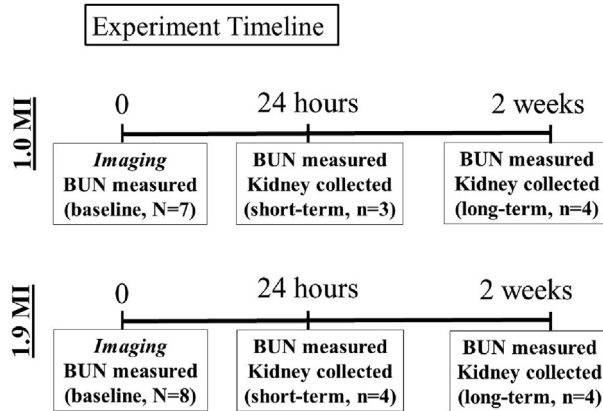 Experiment Timeline
1.0 MI
0
24 hours
2 weeks
Imaging
BUN measured
(baseline, N=7)
BUN measured
Kidney collected
(short-term, n=3)
BUN measured
Kidney collected
(long-term, n=4)
1.9 MI
0
24 hours
2 weeks
Imaging
BUN measured
(baseline, N=8)
BUN measured
Kidney collected
(short-term, n=4)
BUN measured
Kidney collected
(long-term, n=4)